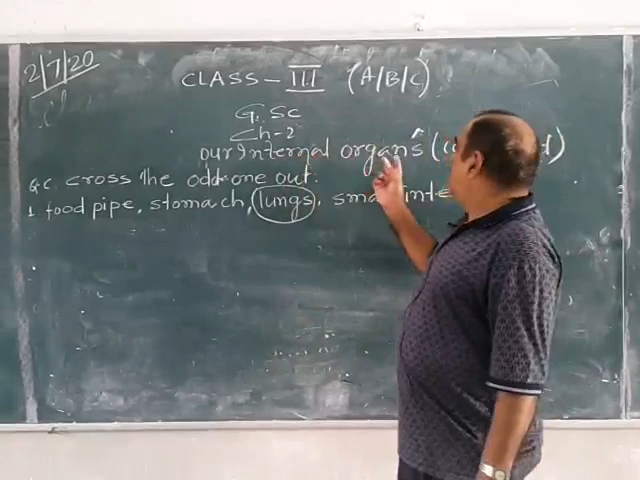 2/7/20
CLASS - III (A/B/C)
G. Sc
Ch-2
our Internal organs (
Q.C. cross the odd one out.
1 food pipe, stomach, lungs, small inte